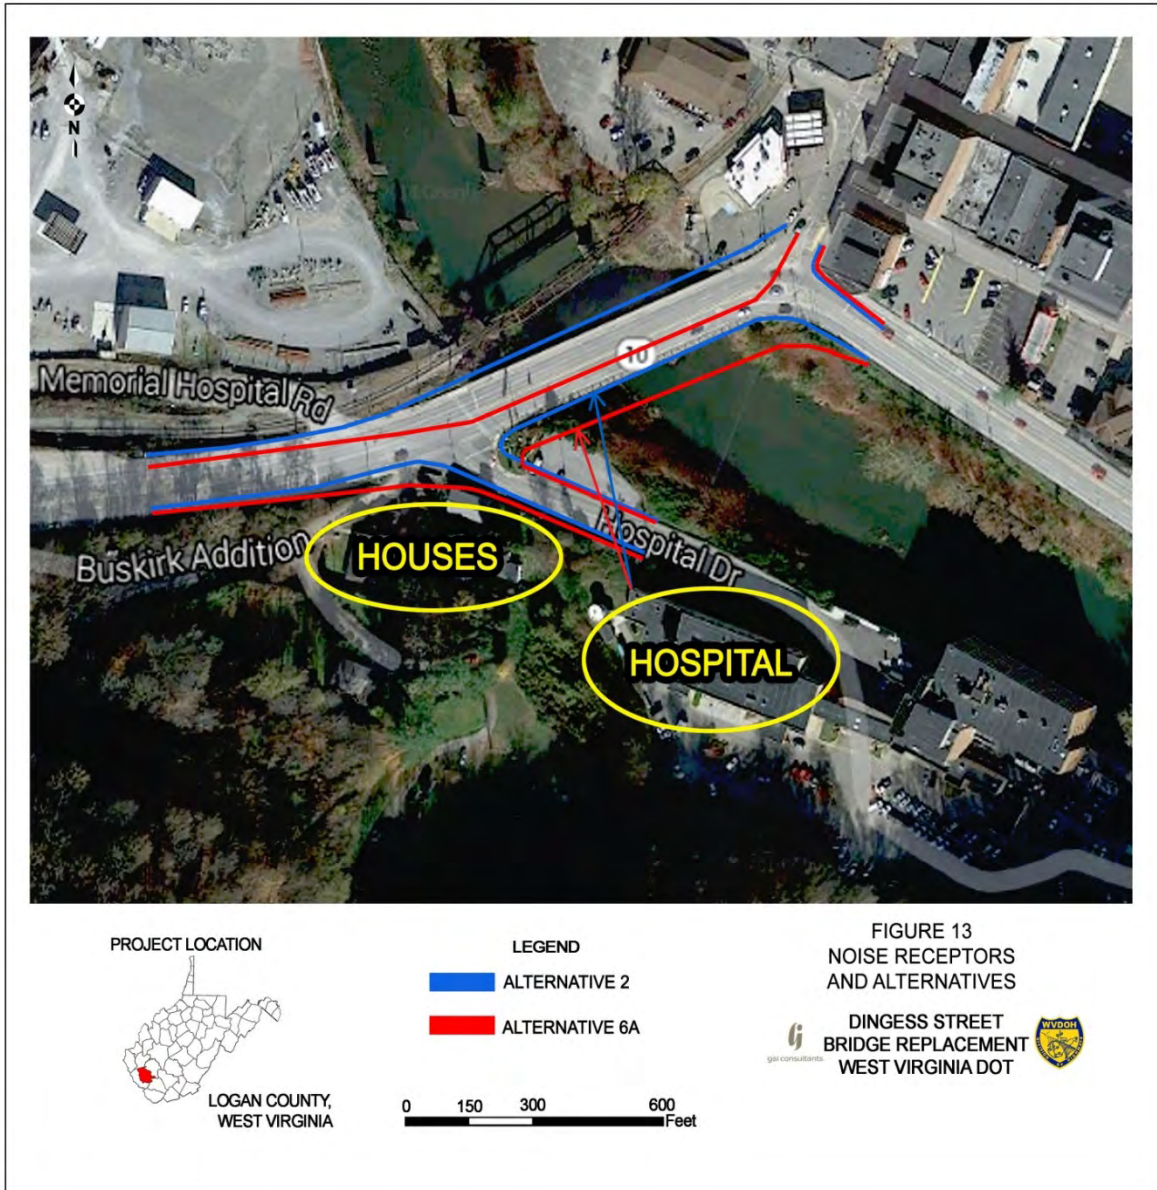 N
10
Memorial Hospital Rd
Buskirk Addition
HOUSES
Hospital Dr
HOSPITAL
PROJECT LOCATION
LOGAN COUNTY,
WEST VIRGINIA
LEGEND
ALTERNATIVE 2
ALTERNATIVE 6A
0 150 300 600
Feet
FIGURE 13
NOISE RECEPTORS
AND ALTERNATIVES
gai consultants
DINGESS STREET
BRIDGE REPLACEMENT
WEST VIRGINIA DOT
WVDOH